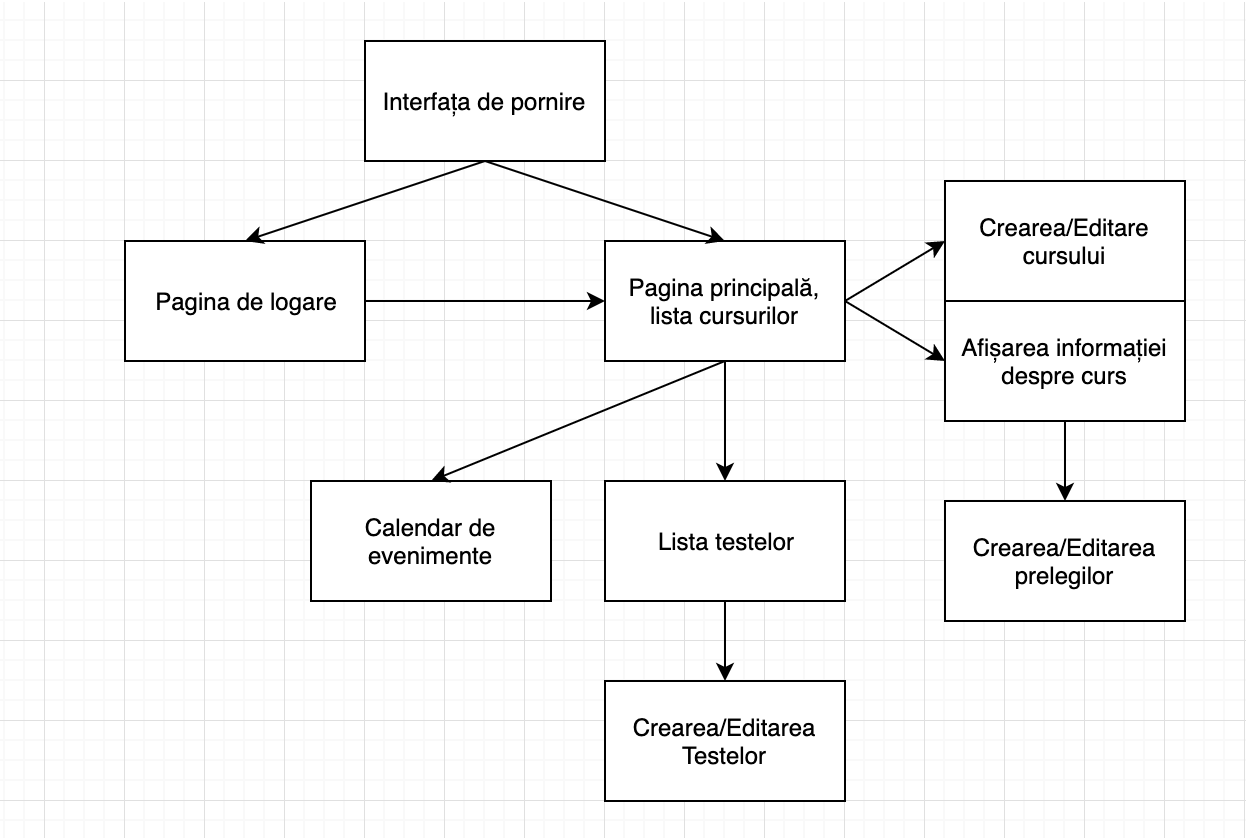 Interfața de pornire
Pagina de logare
Pagina principală,
lista cursurilor
Crearea/Editare
cursului
Afișarea informației
despre curs
Calendar de
evenimente
Lista testelor
Crearea/Editarea
prelegilor
Crearea/Editarea
Testelor